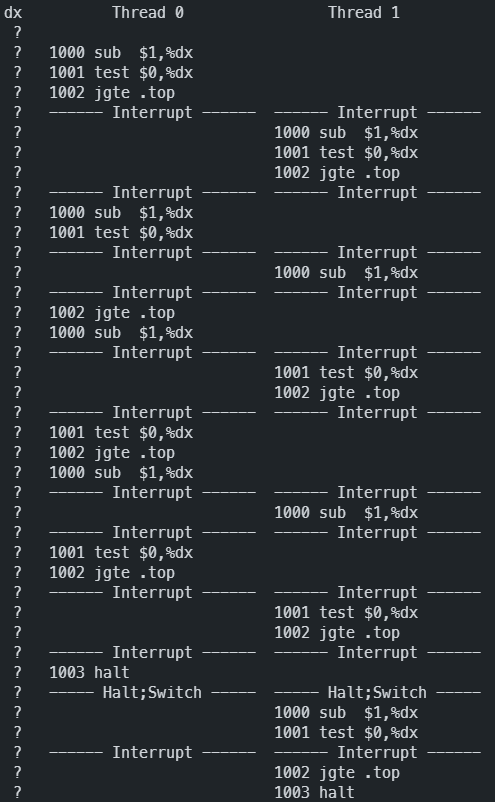 dx          Thread 0                Thread 1
 ?
 ?   1000 sub  $1,%dx
 ?   1001 test $0,%dx
 ?   1002 jgte .top
 ?   ------ Interrupt ------  ------ Interrupt ------
 ?                            1000 sub  $1,%dx
 ?                            1001 test $0,%dx
 ?                            1002 jgte .top
 ?   ------ Interrupt ------  ------ Interrupt ------
 ?   1000 sub  $1,%dx
 ?   1001 test $0,%dx
 ?   ------ Interrupt ------  ------ Interrupt ------
 ?                            1000 sub  $1,%dx
 ?   ------ Interrupt ------  ------ Interrupt ------
 ?   1002 jgte .top
 ?   1000 sub  $1,%dx
 ?   ------ Interrupt ------  ------ Interrupt ------
 ?                            1001 test $0,%dx
 ?                            1002 jgte .top
 ?   ------ Interrupt ------  ------ Interrupt ------
 ?   1001 test $0,%dx
 ?   1002 jgte .top
 ?   1000 sub  $1,%dx
 ?   ------ Interrupt ------  ------ Interrupt ------
 ?                            1000 sub  $1,%dx
 ?   ------ Interrupt ------  ------ Interrupt ------
 ?   1001 test $0,%dx
 ?   1002 jgte .top
 ?   ------ Interrupt ------  ------ Interrupt ------
 ?                            1001 test $0,%dx
 ?                            1002 jgte .top
 ?   ------ Interrupt ------  ------ Interrupt ------
 ?   1003 halt
 ?   ----- Halt;Switch -----  ----- Halt;Switch -----
 ?                            1000 sub  $1,%dx
 ?                            1001 test $0,%dx
 ?   ------ Interrupt ------  ------ Interrupt ------
 ?                            1002 jgte .top
 ?                            1003 halt